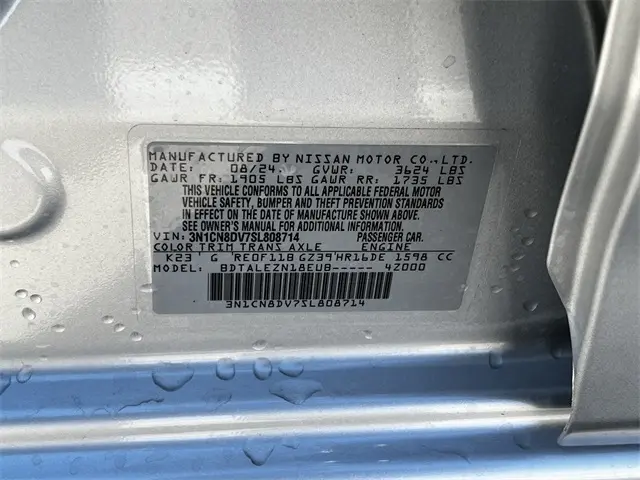 MANUFACTURED BY NISSAN MOTOR CO.,LTD.
DATE: 08/24 GVWR: 3624 LBS
GAWR FR: 1905 LBS GAWR RR: 1735 LBS
THIS VEHICLE CONFORMS TO ALL APPLICABLE FEDERAL MOTOR
VEHICLE SAFETY, BUMPER AND THEFT PREVENTION STANDARDS
IN EFFECT ON THE DATE OF MANUFACTURE SHOWN ABOVE.
SEE OWNER'S MANUAL FOR ADDITIONAL INFORMATION.
VIN: 3N1CN8DV7SL808714 PASSENGER CAR.
COLOR TRIM TRANS AXLE ENGINE
K23 G RE0F11B GZ39 HR16DE 1598 CC
MODEL: BDTALEZN18EUB----- 4Z000
3N1CN8DV7SL808714